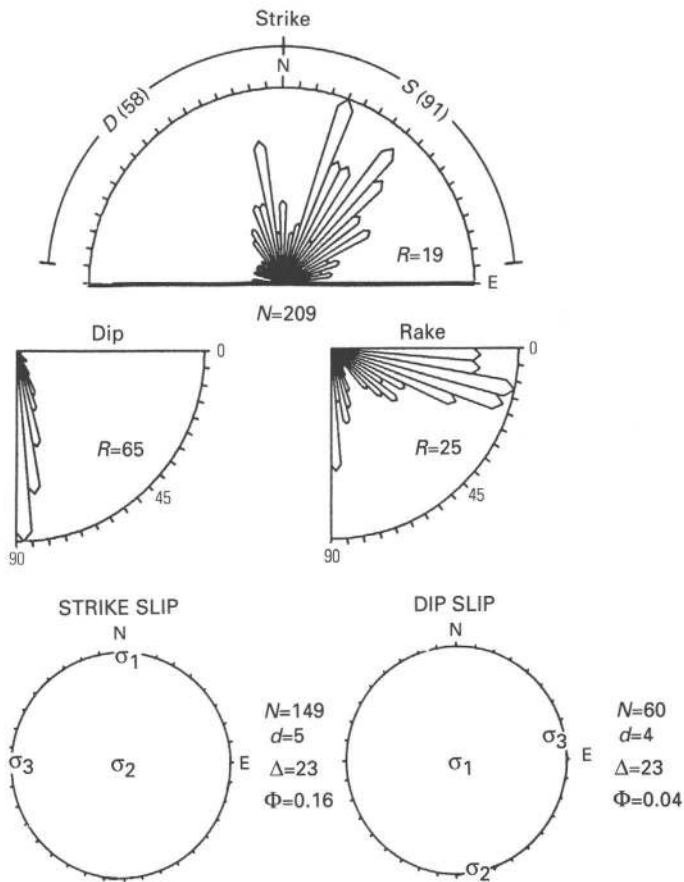 Strike
N
D (58)
S (91)
R=19
E
N=209
Dip
0
R=65
45
90
Rake
0
R=25
45
90
STRIKE SLIP
N
σ1
σ3
σ2
E
N=149
d=5
Δ=23
Φ=0.16
DIP SLIP
N
σ3
E
σ1
σ2
N=60
d=4
Δ=23
Φ=0.04